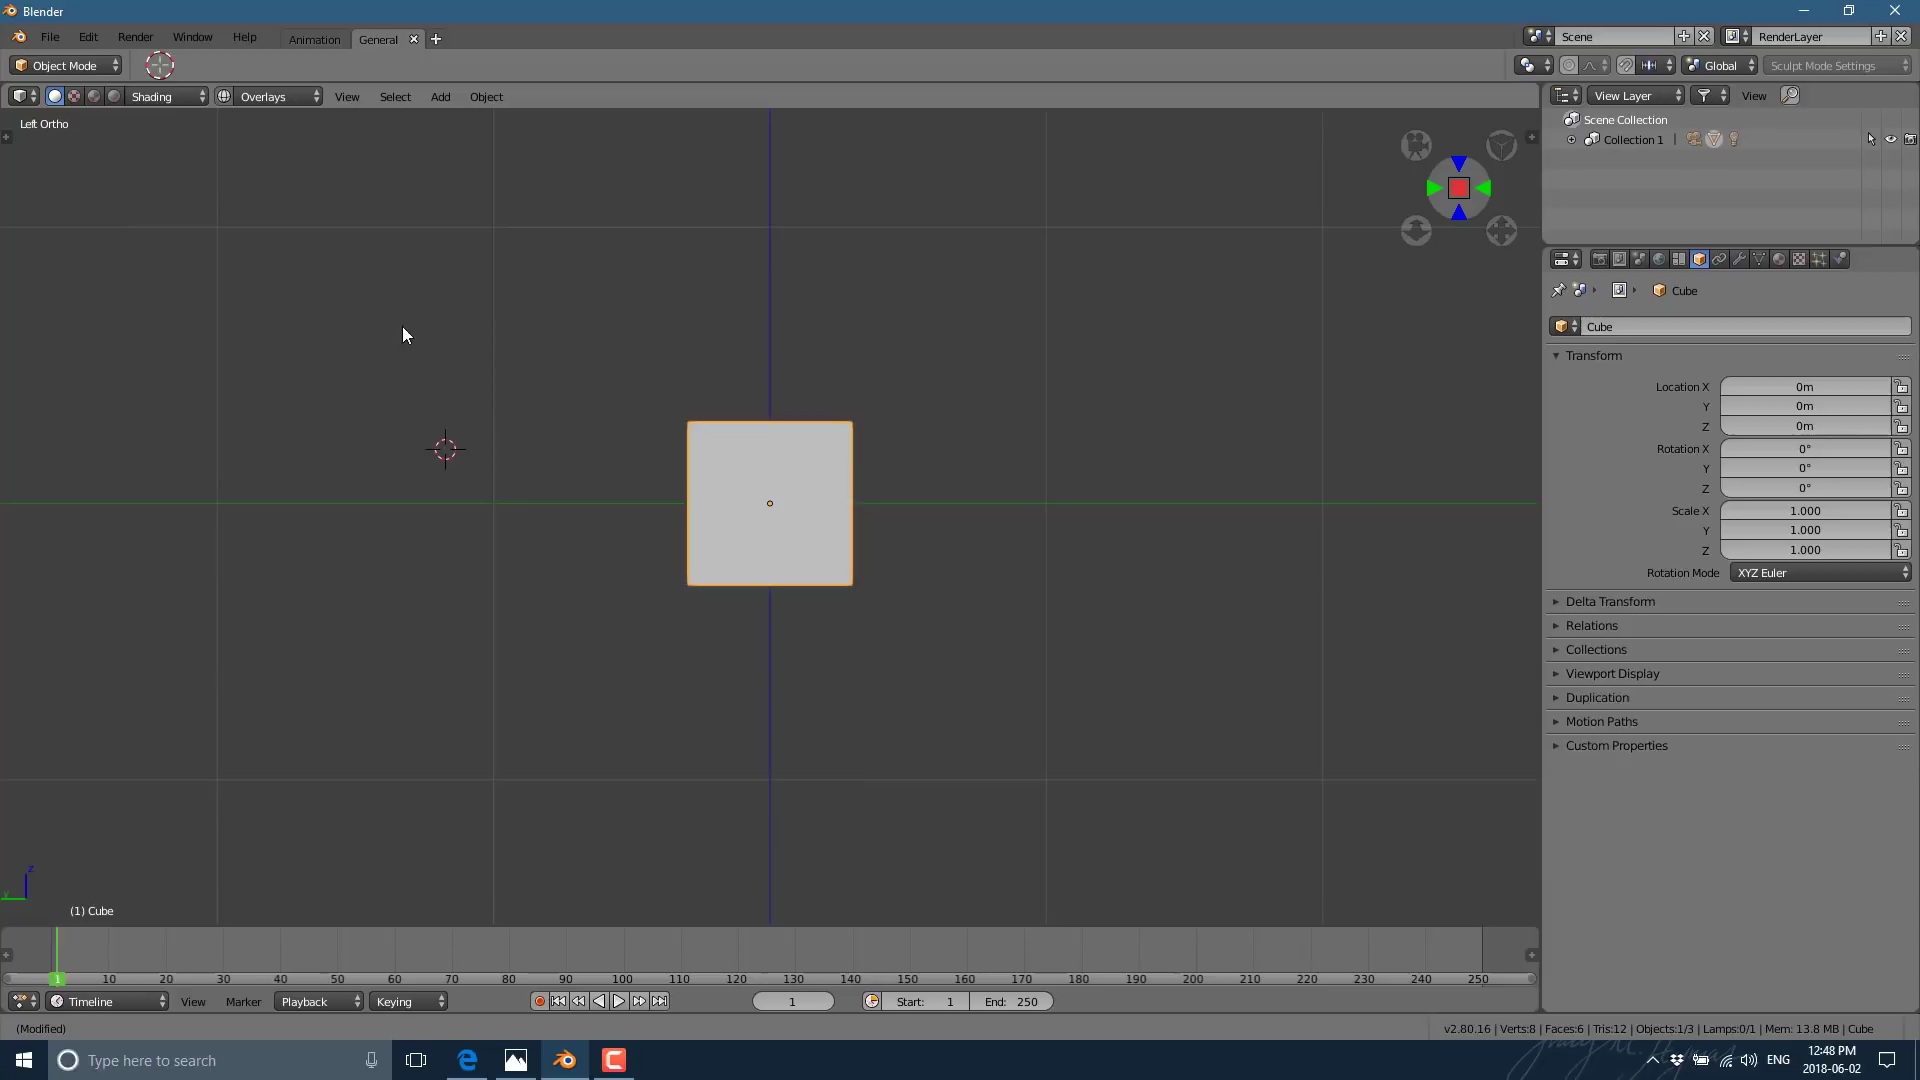 Blender
File Edit Render Window Help Animation General Scene RenderLayer
Object Mode Global Sculpt Mode Settings
Shading Overlays View Select Add Object View Layer View
Left Ortho
Scene Collection
Collection 1
Cube
Cube
Transform
Location X 0m
Y 0m
Z 0m
Rotation X 0°
Y 0°
Z 0°
Scale X 1.000
Y 1.000
Z 1.000
Rotation Mode XYZ Euler
Delta Transform
Relations
Collections
Viewport Display
Duplication
Motion Paths
Custom Properties
z
y
(1) Cube
1 10 20 30 40 50 60 70 80 90 100 110 120 130 140 150 160 170 180 190 200 210 220 230 240 250
Timeline View Marker Playback Keying 1 Start: 1 End: 250
(Modified) v2.80.16 | Verts:8 | Faces:6 | Tris:12 | Objects:1/3 | Lamps:0/1 | Mem: 13.8 MB | Cube
Type here to search ENG 12:48 PM
2018-06-02